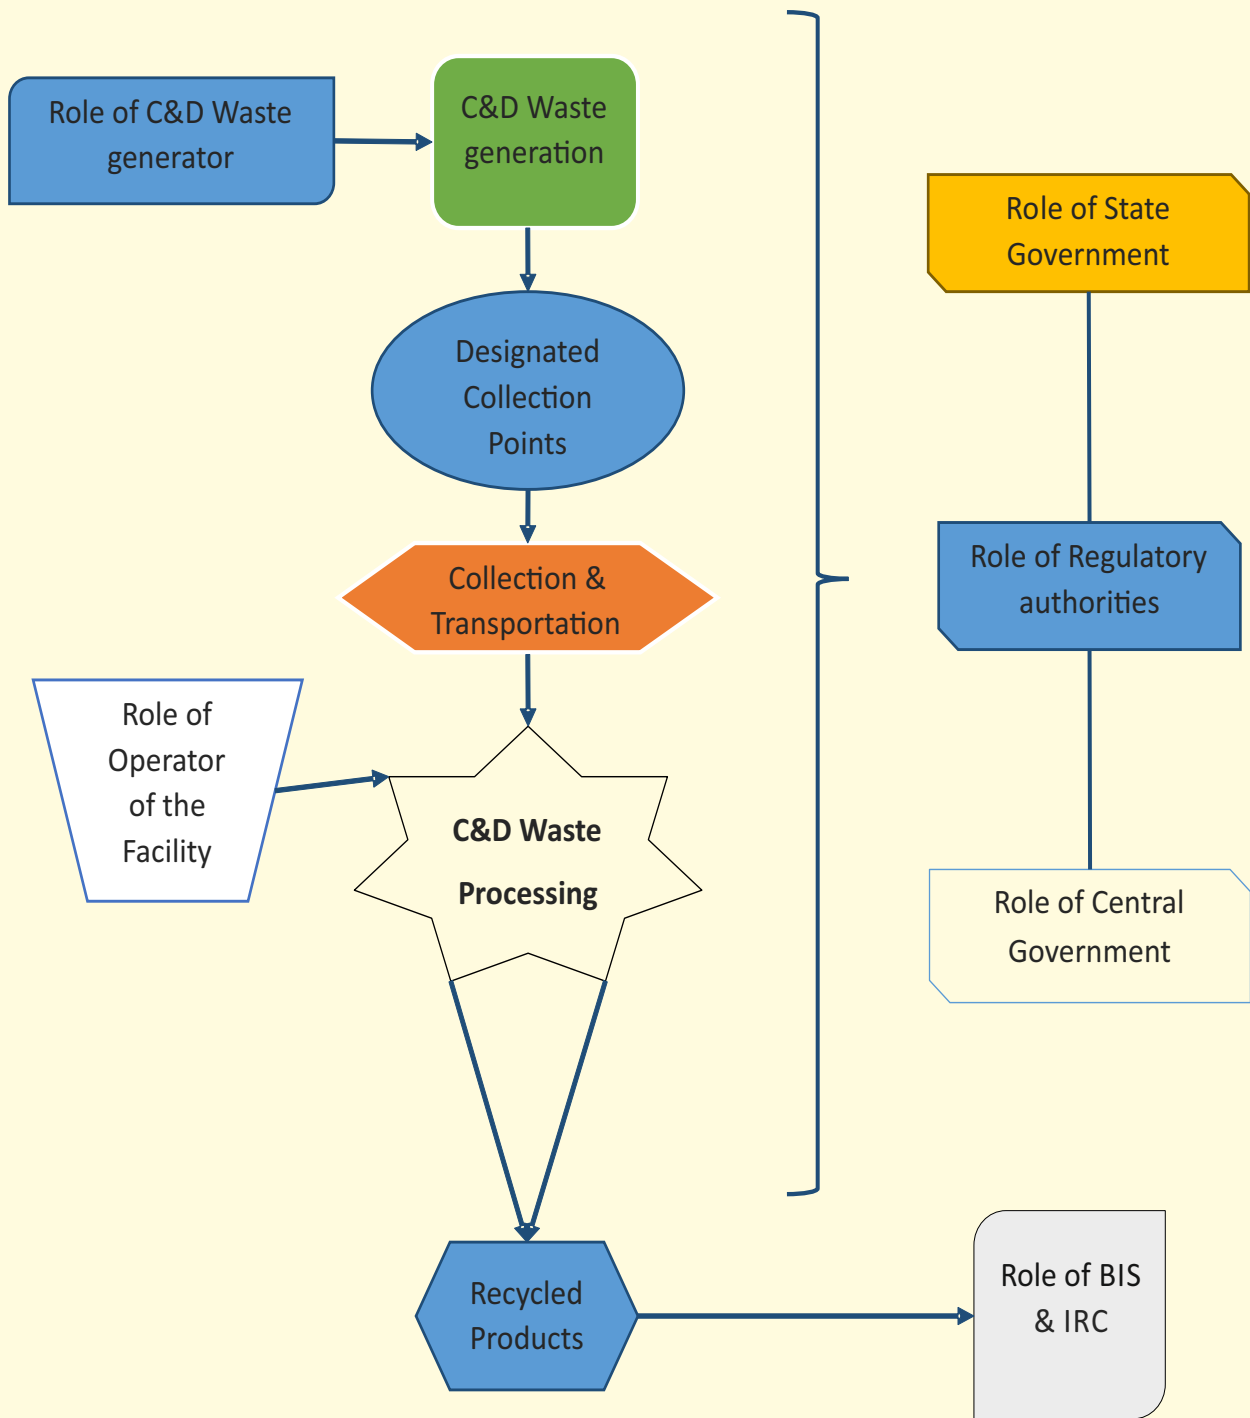 Role of C&D Waste
generator
C&D Waste
generation
Designated
Collection
Points
Collection &
Transportation
Role of
Operator
of the
Facility
C&D Waste
Processing
Recycled
Products
Role of State
Government
Role of Regulatory
authorities
Role of Central
Government
Role of BIS
& IRC